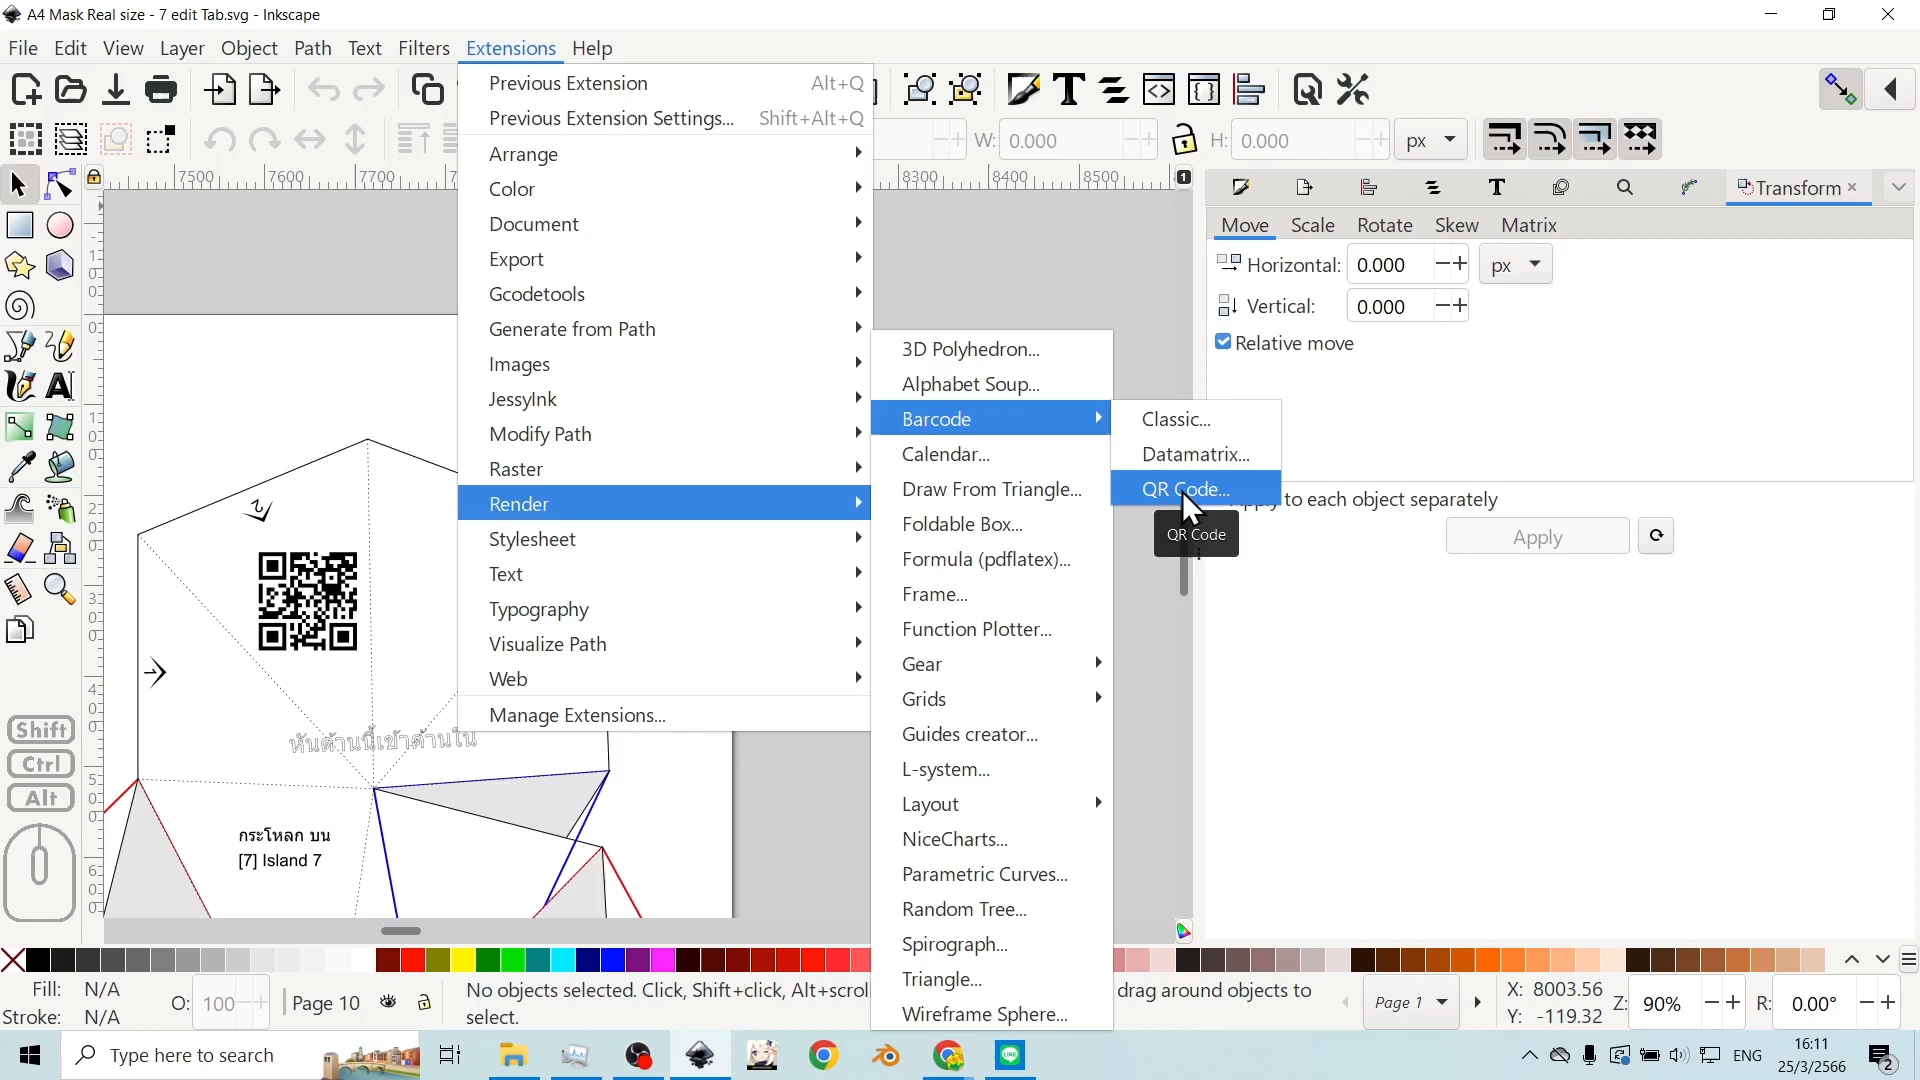 A4 Mask Real size - 7 edit Tab.svg - Inkscape
File Edit View Layer Object Path Text Filters Extensions Help
Previous Extension Alt+Q
Previous Extension Settings... Shift+Alt+Q
Arrange
Color
Document
Export
Gcodetools
Generate from Path
Images
JessyInk
Modify Path
Raster
Render
Stylesheet
Text
Typography
Visualize Path
Web
Manage Extensions...
3D Polyhedron...
Alphabet Soup...
Barcode
Calendar...
Draw From Triangle...
Foldable Box...
Formula (pdflatex)...
Frame...
Function Plotter...
Gear
Grids
Guides creator...
L-system...
Layout
NiceCharts...
Parametric Curves...
Random Tree...
Spirograph...
Triangle...
Wireframe Sphere...
Classic...
Datamatrix...
QR Code...
QR Code
W: 0.000 H: 0.000 px
7500 7600 7700 8300 8400 8500
1
Transform
Move Scale Rotate Skew Matrix
Horizontal: 0.000 px
Vertical: 0.000
Relative move
to each object separately
Apply
2
1
หันด้านนี้เข้าด้านใน
กระโหลก บน
[7] Island 7
Shift
Ctrl
Alt
Fill: N/A
Stroke: N/A
O: 100
Page 10
No objects selected. Click, Shift+click, Alt+scroll
drag around objects to
select.
Page 1
X: 8003.56
Y: -119.32
Z: 90%
R: 0.00°
Type here to search
ENG
16:11
25/3/2566
2